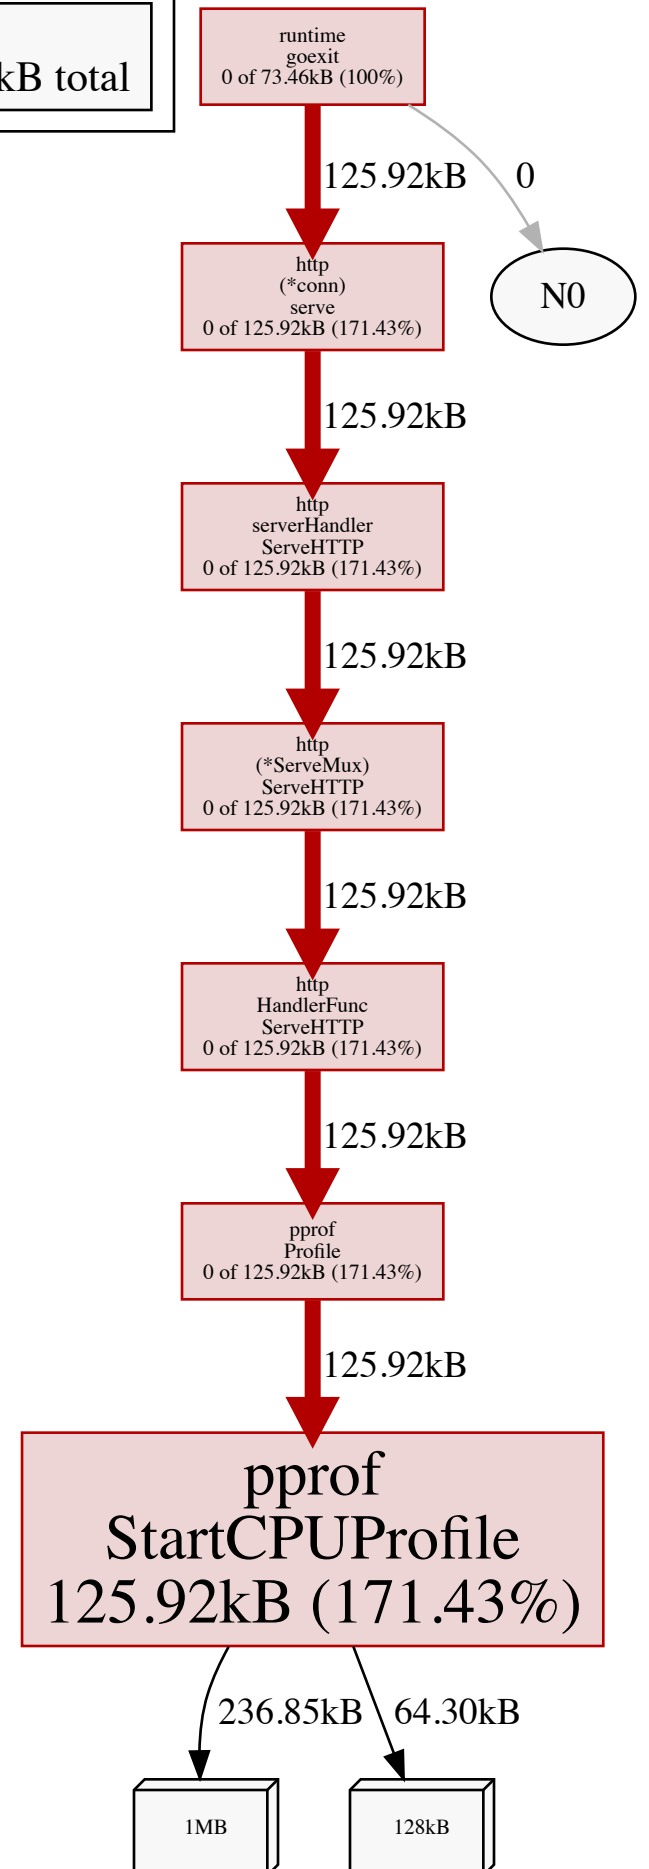 kB total
runtime
goexit
0 of 73.46kB (100%)
125.92kB
0
http
(*conn)
serve
0 of 125.92kB (171.43%)
N0
125.92kB
http
serverHandler
ServeHTTP
0 of 125.92kB (171.43%)
125.92kB
http
(*ServeMux)
ServeHTTP
0 of 125.92kB (171.43%)
125.92kB
http
HandlerFunc
ServeHTTP
0 of 125.92kB (171.43%)
125.92kB
pprof
Profile
0 of 125.92kB (171.43%)
125.92kB
pprof
StartCPUProfile
125.92kB (171.43%)
236.85kB
64.30kB
1MB
128kB